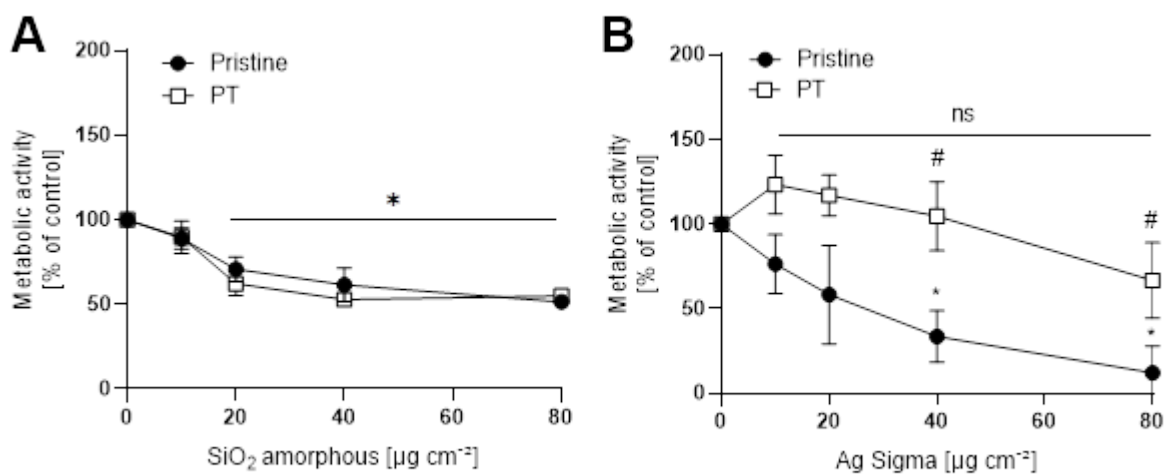 A
200
150
100
50
0
Metabolic activity
[% of control]
Pristine
PT
*
0
20
40
60
80
SiO₂ amorphous [µg cm⁻²]
B
200
150
100
50
0
Metabolic activity
[% of control]
Pristine
PT
ns
#
#
*
*
0
20
40
60
80
Ag Sigma [µg cm⁻²]